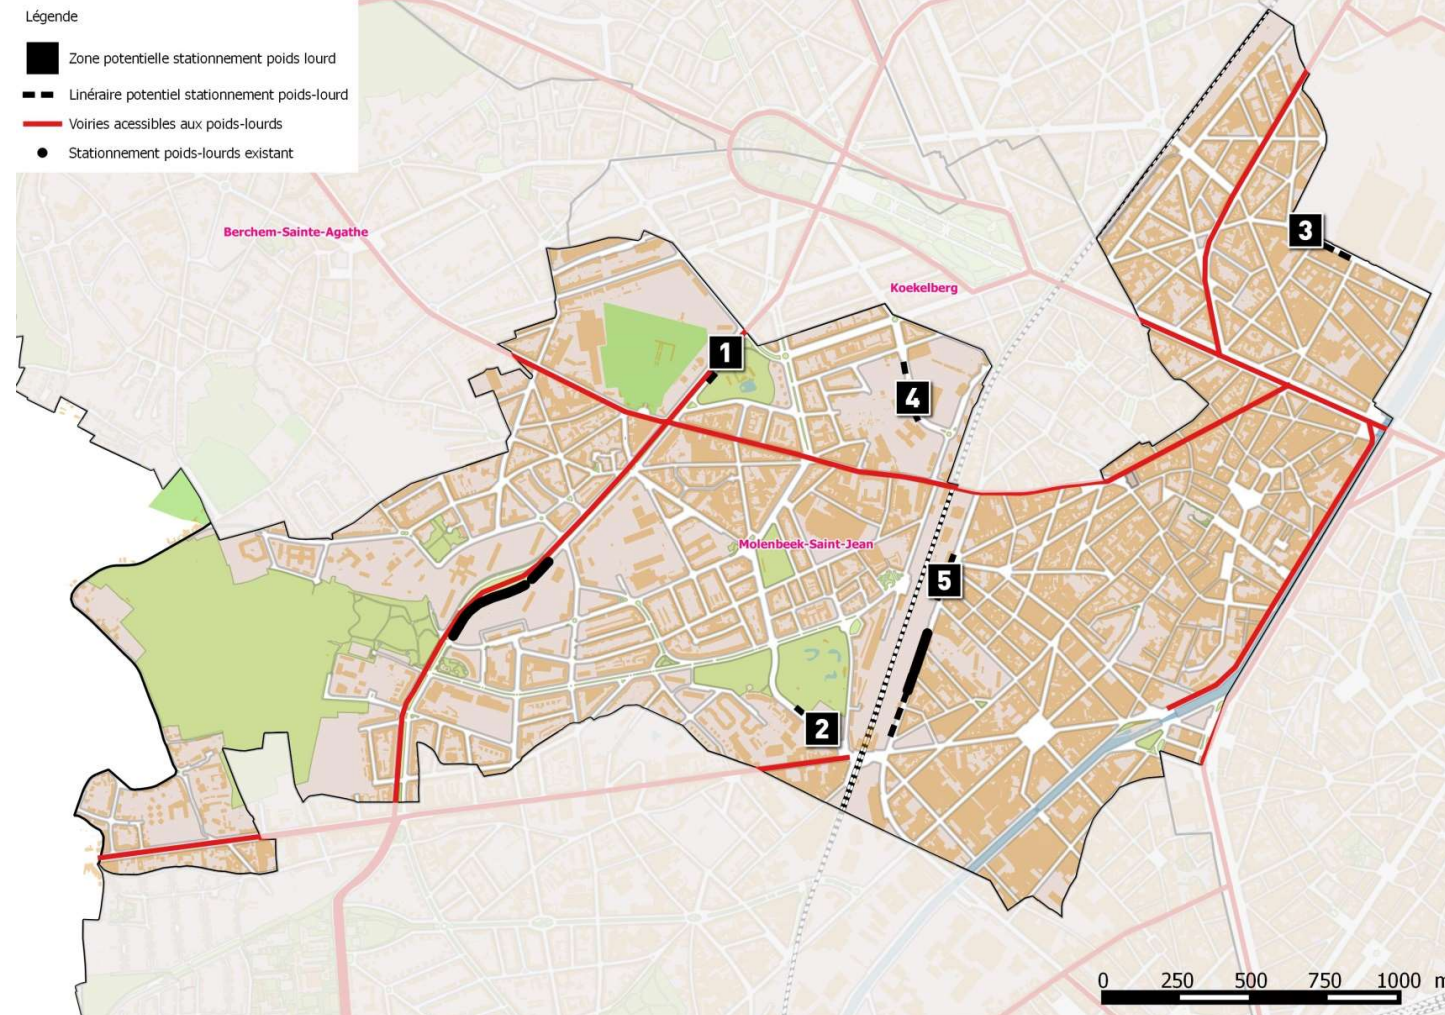 Légende
Zone potentielle stationnement poids lourd
Linéraire potentiel stationnement poids-lourd
Voiries acessibles aux poids-lourds
Stationnement poids-lourds existant
Berchem-Sainte-Agathe
3
Koekelberg
1
4
Molenbeek-Saint-Jean
5
2
0 250 500 750 1000 m